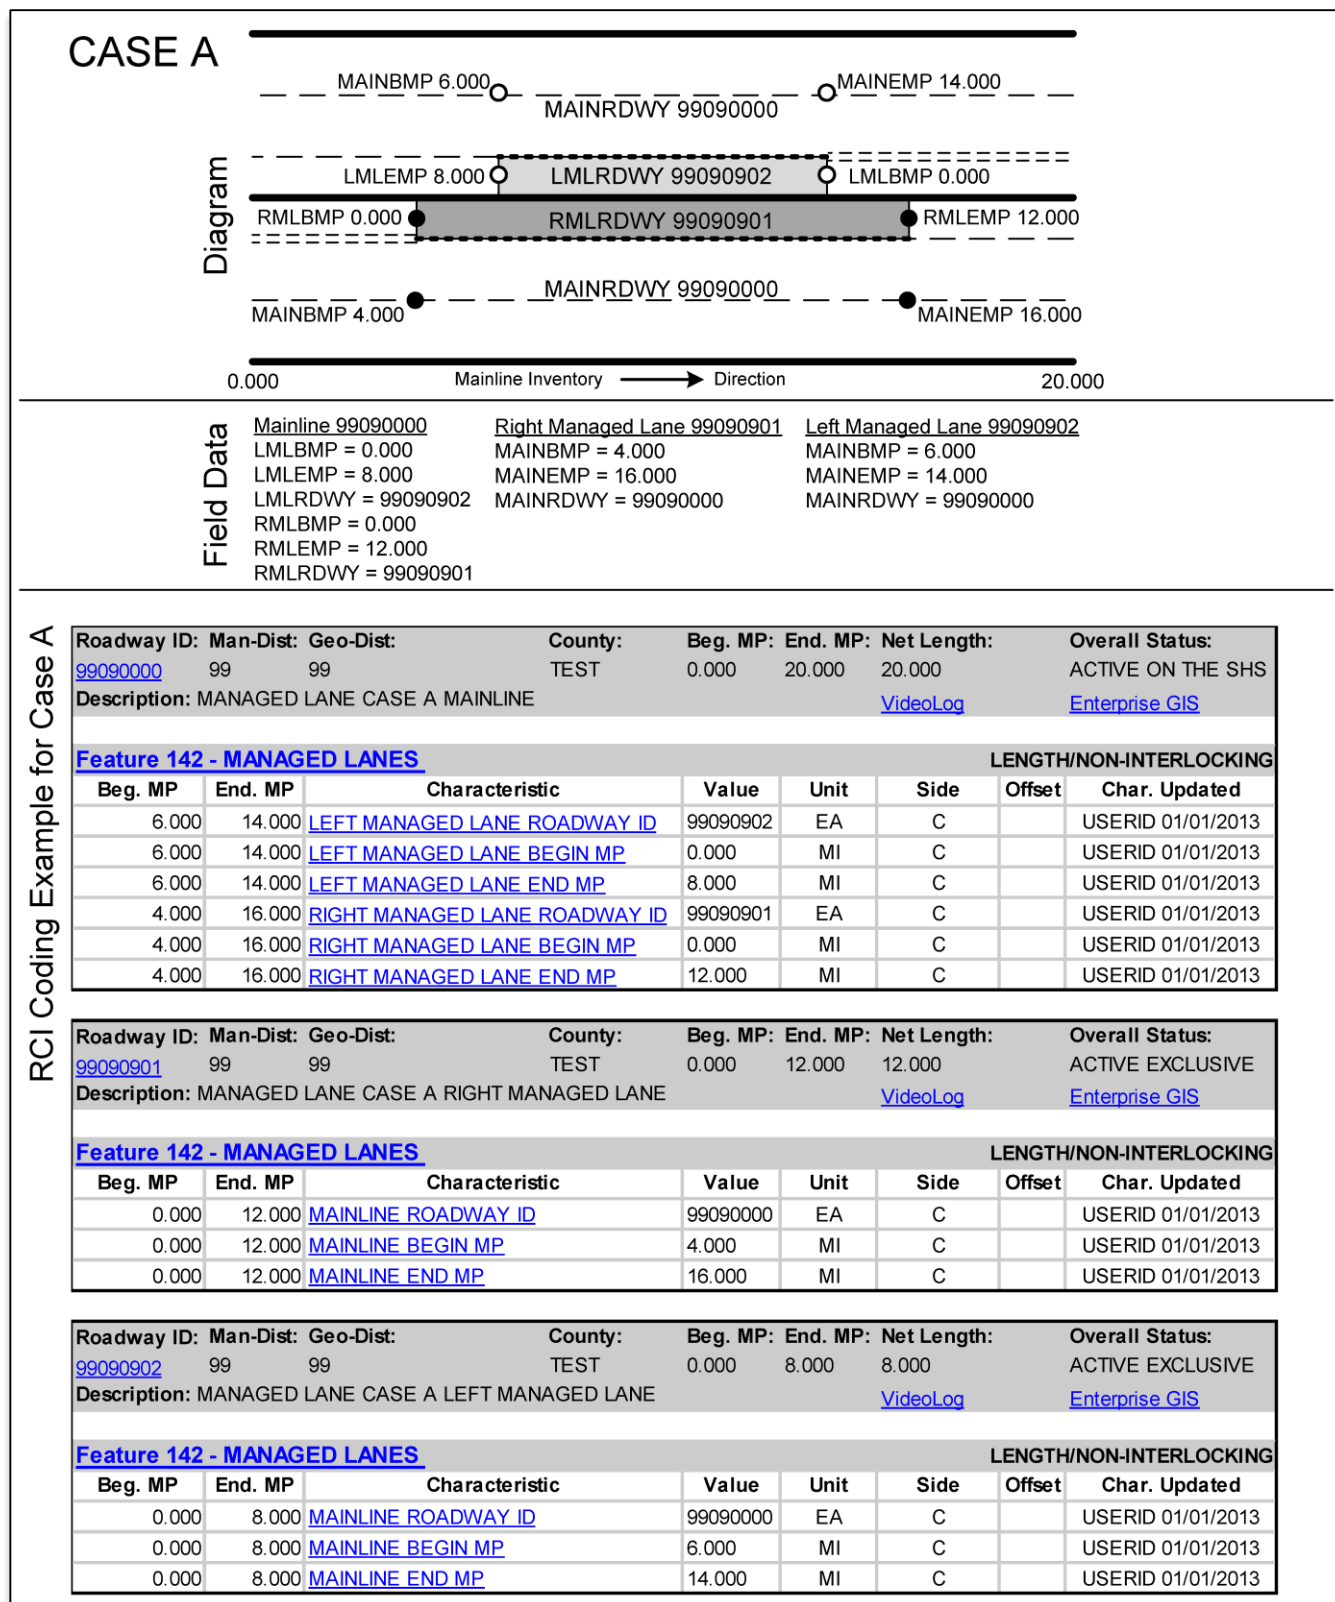 CASE A
MAINBMP 6.000
MAINEMP 14.000
MAINRDWY 99090000
LMLEMP 8.000
LMLRDWY 99090902
LMLBMP 0.000
RMLBMP 0.000
RMLRDWY 99090901
RMLEMP 12.000
MAINRDWY 99090000
MAINBMP 4.000
MAINEMP 16.000
0.000
Mainline Inventory
Direction
20.000
Diagram
Field Data
Mainline 99090000
LMLBMP = 0.000
LMLEMP = 8.000
LMLRDWY = 99090902
RMLBMP = 0.000
RMLEMP = 12.000
RMLRDWY = 99090901
Right Managed Lane 99090901
MAINBMP = 4.000
MAINEMP = 16.000
MAINRDWY = 99090000
Left Managed Lane 99090902
MAINBMP = 6.000
MAINEMP = 14.000
MAINRDWY = 99090000
RCI Coding Example for Case A
Roadway ID: Man-Dist: Geo-Dist: County: Beg. MP: End. MP: Net Length: Overall Status:
99090000 99 99 TEST 0.000 20.000 20.000 ACTIVE ON THE SHS
Description: MANAGED LANE CASE A MAINLINE VideoLog Enterprise GIS
Feature 142 - MANAGED LANES LENGTH/NON-INTERLOCKING
Beg. MP End. MP Characteristic Value Unit Side Offset Char. Updated
6.000 14.000 LEFT MANAGED LANE ROADWAY ID 99090902 EA C USERID 01/01/2013
6.000 14.000 LEFT MANAGED LANE BEGIN MP 0.000 MI C USERID 01/01/2013
6.000 14.000 LEFT MANAGED LANE END MP 8.000 MI C USERID 01/01/2013
4.000 16.000 RIGHT MANAGED LANE ROADWAY ID 99090901 EA C USERID 01/01/2013
4.000 16.000 RIGHT MANAGED LANE BEGIN MP 0.000 MI C USERID 01/01/2013
4.000 16.000 RIGHT MANAGED LANE END MP 12.000 MI C USERID 01/01/2013
Roadway ID: Man-Dist: Geo-Dist: County: Beg. MP: End. MP: Net Length: Overall Status:
99090901 99 99 TEST 0.000 12.000 12.000 ACTIVE EXCLUSIVE
Description: MANAGED LANE CASE A RIGHT MANAGED LANE VideoLog Enterprise GIS
Feature 142 - MANAGED LANES LENGTH/NON-INTERLOCKING
Beg. MP End. MP Characteristic Value Unit Side Offset Char. Updated
0.000 12.000 MAINLINE ROADWAY ID 99090000 EA C USERID 01/01/2013
0.000 12.000 MAINLINE BEGIN MP 4.000 MI C USERID 01/01/2013
0.000 12.000 MAINLINE END MP 16.000 MI C USERID 01/01/2013
Roadway ID: Man-Dist: Geo-Dist: County: Beg. MP: End. MP: Net Length: Overall Status:
99090902 99 99 TEST 0.000 8.000 8.000 ACTIVE EXCLUSIVE
Description: MANAGED LANE CASE A LEFT MANAGED LANE VideoLog Enterprise GIS
Feature 142 - MANAGED LANES LENGTH/NON-INTERLOCKING
Beg. MP End. MP Characteristic Value Unit Side Offset Char. Updated
0.000 8.000 MAINLINE ROADWAY ID 99090000 EA C USERID 01/01/2013
0.000 8.000 MAINLINE BEGIN MP 6.000 MI C USERID 01/01/2013
0.000 8.000 MAINLINE END MP 14.000 MI C USERID 01/01/2013